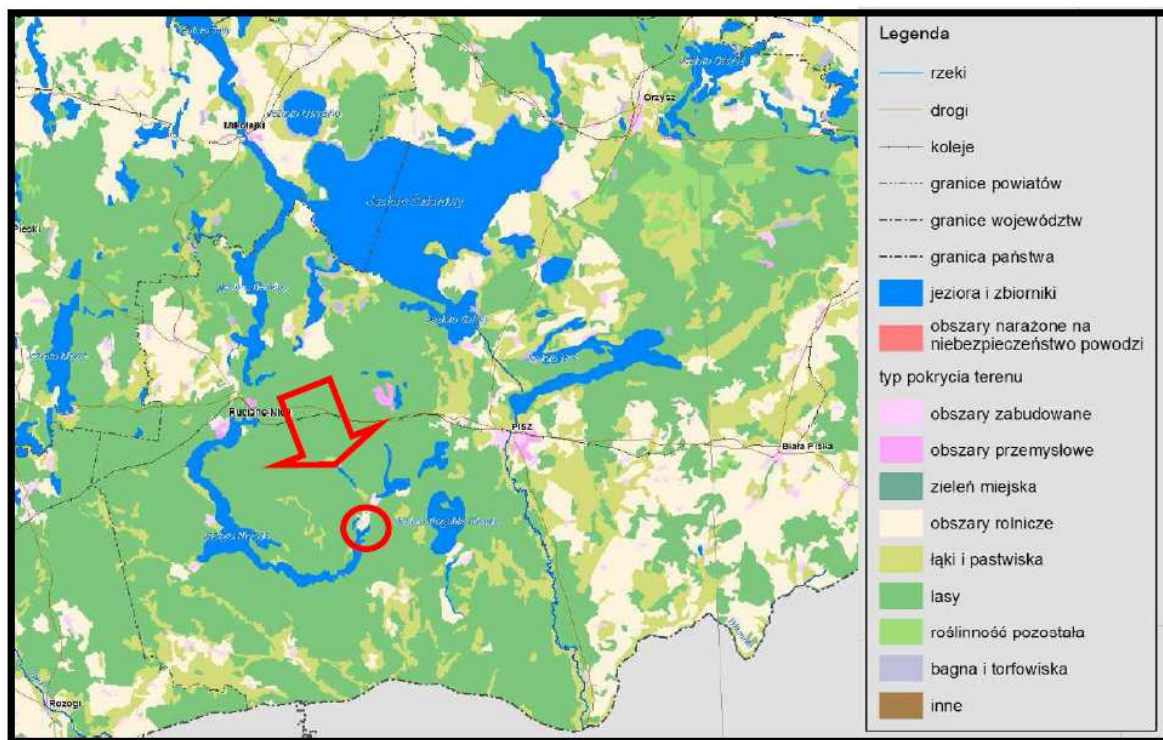 Mikołajki
Orzysz
Ruciane-Nida
Pisz
Biała Piska
Rozogi
Legenda
rzeki
drogi
koleje
granice powiatów
granice województw
granica państwa
jeziora i zbiorniki
obszary narażone na
niebezpieczeństwo powodzi
typ pokrycia terenu
obszary zabudowane
obszary przemysłowe
zieleń miejska
obszary rolnicze
łąki i pastwiska
lasy
roślinność pozostała
bagna i torfowiska
inne